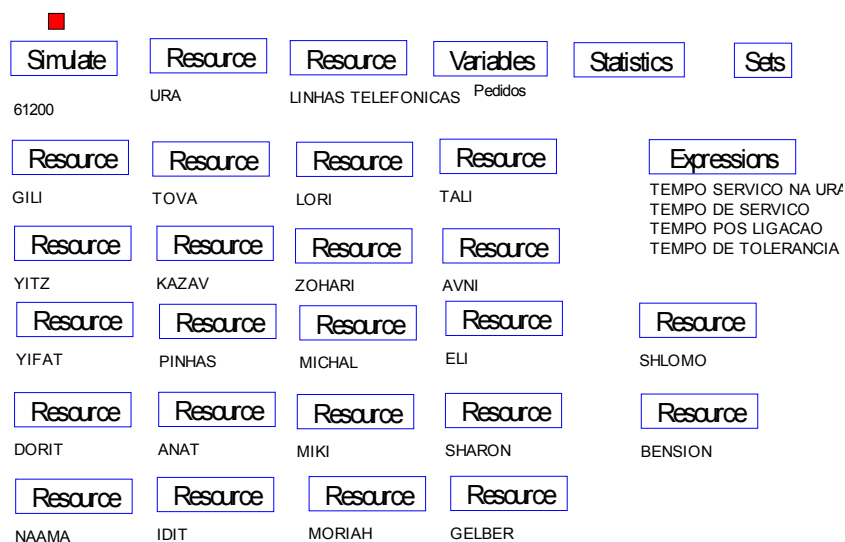 Simulate Resource Resource Variables Statistics Sets
61200 URA LINHAS TELEFONICAS Pedidos
Resource Resource Resource Resource Expressions
GILI TOVA LORI TALI TEMPO SERVICO NA URA
TEMPO DE SERVICO
TEMPO POS LIGACAO
TEMPO DE TOLERANCIA
Resource Resource Resource Resource
YITZ KAZAV ZOHARI AVNI
Resource Resource Resource Resource Resource
YIFAT PINHAS MICHAL ELI SHLOMO
Resource Resource Resource Resource Resource
DORIT ANAT MIKI SHARON BENSION
Resource Resource Resource Resource
NAAMA IDIT MORIAH GELBER